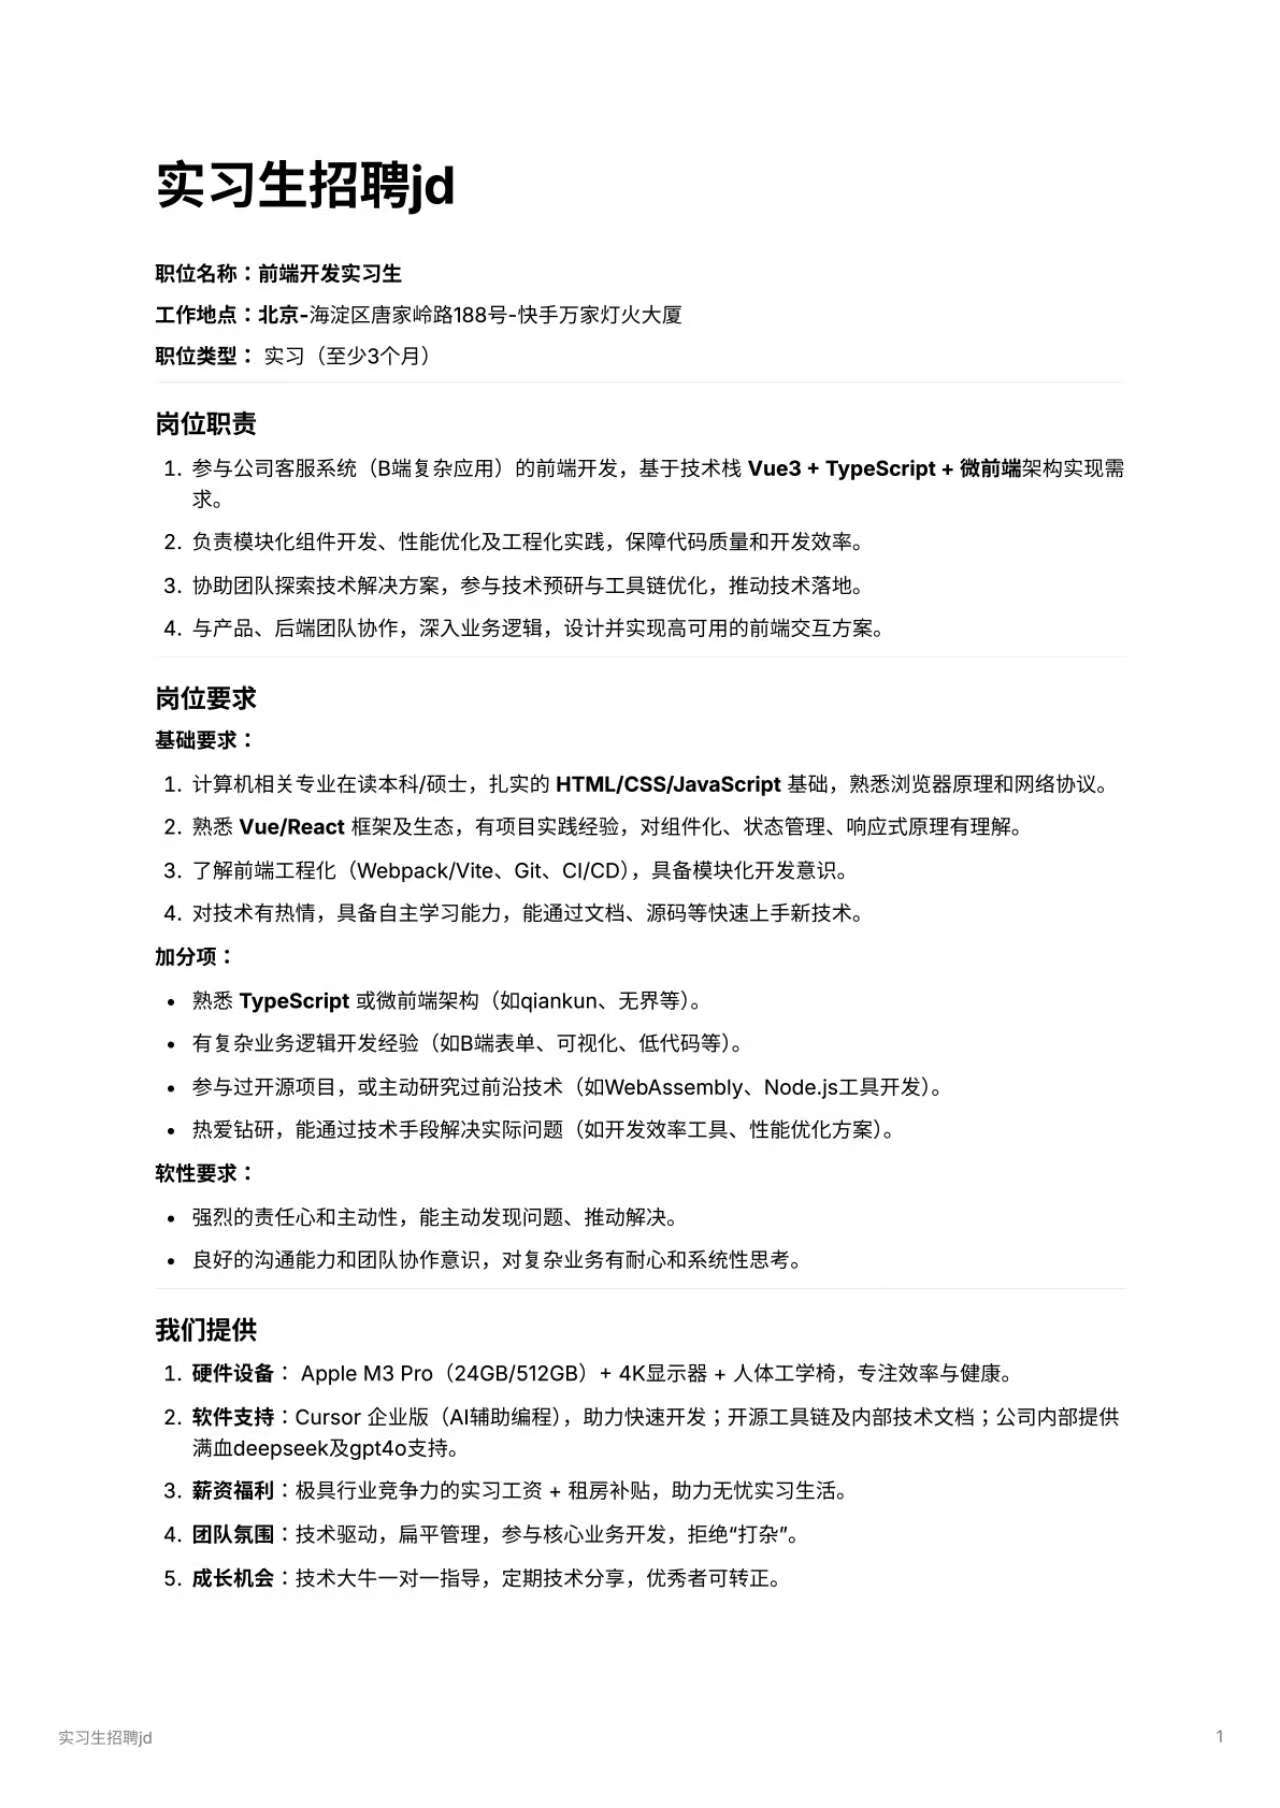 实习生招聘jd
职位名称：前端开发实习生
工作地点：北京-海淀区唐家岭路188号-快手万家灯火大厦
职位类型： 实习（至少3个月）
岗位职责
1. 参与公司客服系统（B端复杂应用）的前端开发，基于技术栈 Vue3 + TypeScript + 微前端架构实现需
求。
2. 负责模块化组件开发、性能优化及工程化实践，保障代码质量和开发效率。
3. 协助团队探索技术解决方案，参与技术预研与工具链优化，推动技术落地。
4. 与产品、后端团队协作，深入业务逻辑，设计并实现高可用的前端交互方案。
岗位要求
基础要求：
1. 计算机相关专业在读本科/硕士，扎实的 HTML/CSS/JavaScript 基础，熟悉浏览器原理和网络协议。
2. 熟悉 Vue/React 框架及生态，有项目实践经验，对组件化、状态管理、响应式原理有理解。
3. 了解前端工程化（Webpack/Vite、Git、CI/CD），具备模块化开发意识。
4. 对技术有热情，具备自主学习能力，能通过文档、源码等快速上手新技术。
加分项：
• 熟悉 TypeScript 或微前端架构（如qiankun、无界等）。
• 有复杂业务逻辑开发经验（如B端表单、可视化、低代码等）。
• 参与过开源项目，或主动研究过前沿技术（如WebAssembly、Node.js工具开发）。
• 热爱钻研，能通过技术手段解决实际问题（如开发效率工具、性能优化方案）。
软性要求：
• 强烈的责任心和主动性，能主动发现问题、推动解决。
• 良好的沟通能力和团队协作意识，对复杂业务有耐心和系统性思考。
我们提供
1. 硬件设备： Apple M3 Pro（24GB/512GB）+ 4K显示器 + 人体工学椅，专注效率与健康。
2. 软件支持：Cursor 企业版（AI辅助编程），助力快速开发；开源工具链及内部技术文档；公司内部提供
满血deepseek及gpt4o支持。
3. 薪资福利：极具行业竞争力的实习工资 + 租房补贴，助力无忧实习生活。
4. 团队氛围：技术驱动，扁平管理，参与核心业务开发，拒绝“打杂”。
5. 成长机会：技术大牛一对一指导，定期技术分享，优秀者可转正。
实习生招聘jd
1